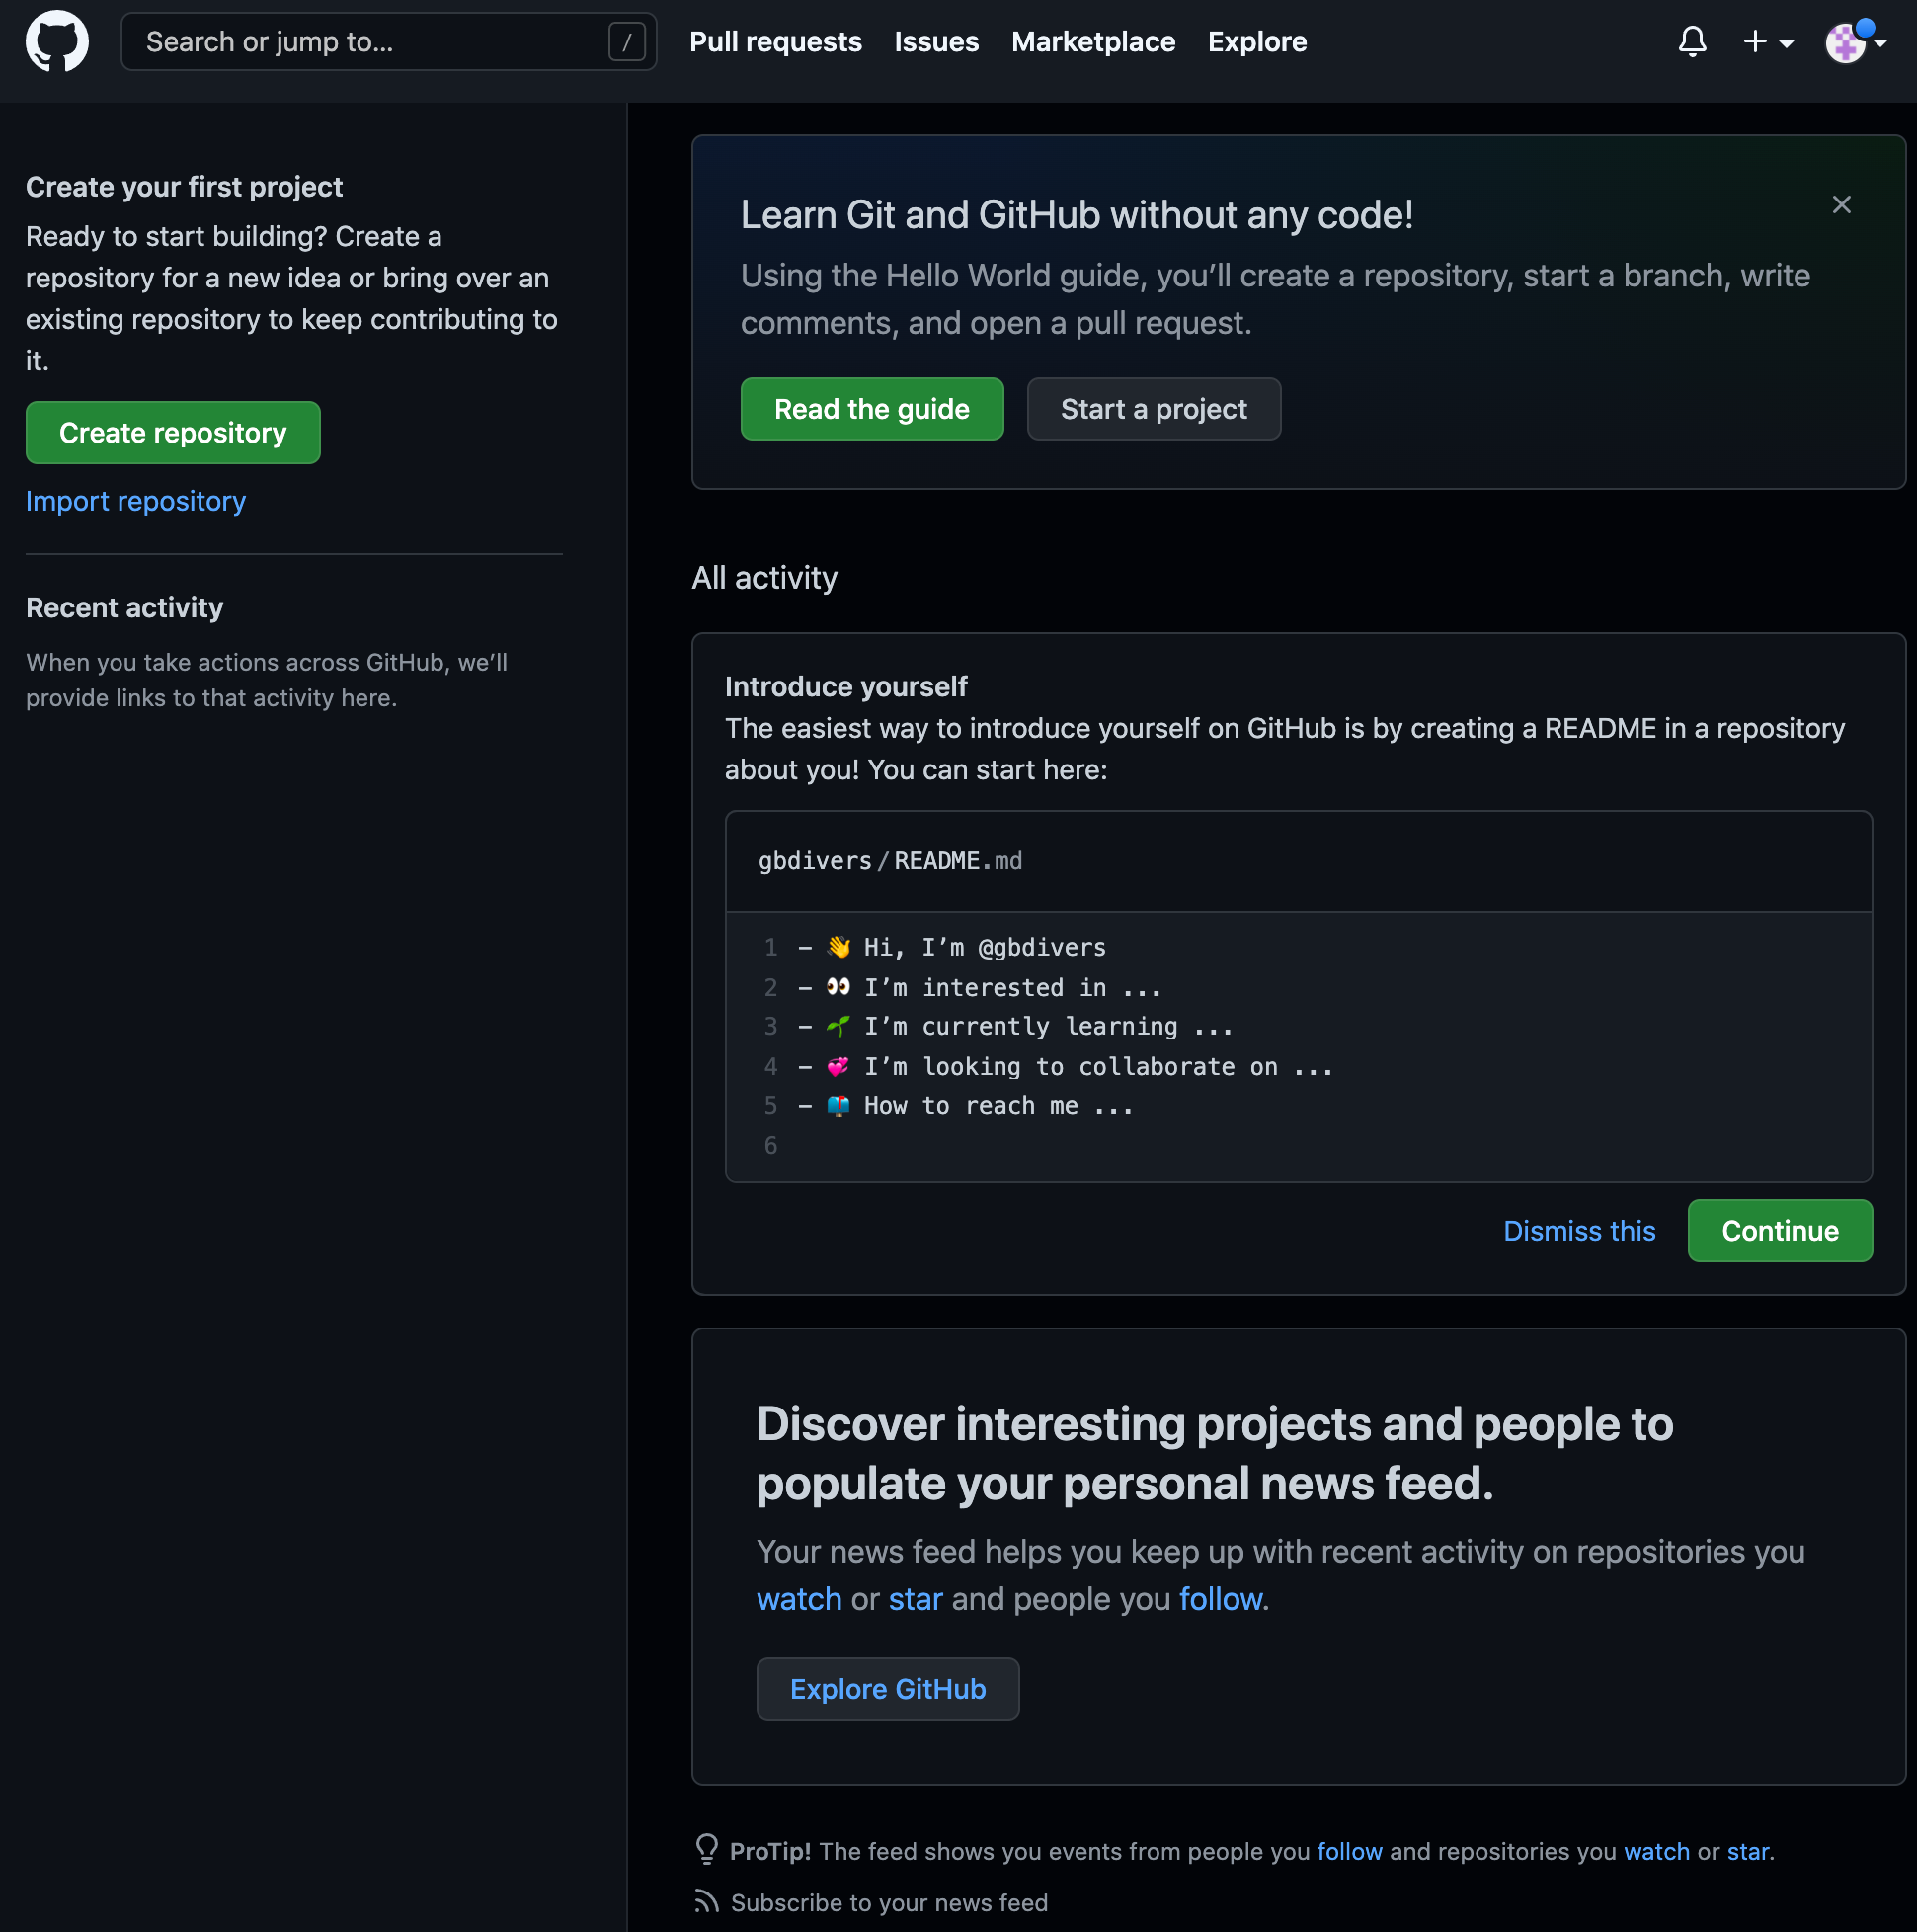 Search or jump to...
/
Pull requests
Issues
Marketplace
Explore
Create your first project
Ready to start building? Create a
repository for a new idea or bring over an
existing repository to keep contributing to
it.
Create repository
Import repository
Recent activity
When you take actions across GitHub, we’ll
provide links to that activity here.
Learn Git and GitHub without any code!
Using the Hello World guide, you’ll create a repository, start a branch, write
comments, and open a pull request.
Read the guide
Start a project
All activity
Introduce yourself
The easiest way to introduce yourself on GitHub is by creating a README in a repository
about you! You can start here:
gbdivers/README.md
1 - 👋 Hi, I’m @gbdivers
2 - 👀 I’m interested in ...
3 - 🌱 I’m currently learning ...
4 - 💞️ I’m looking to collaborate on ...
5 - 📫 How to reach me ...
6
Dismiss this
Continue
Discover interesting projects and people to
populate your personal news feed.
Your news feed helps you keep up with recent activity on repositories you
watch or star and people you follow.
Explore GitHub
ProTip! The feed shows you events from people you follow and repositories you watch or star.
Subscribe to your news feed